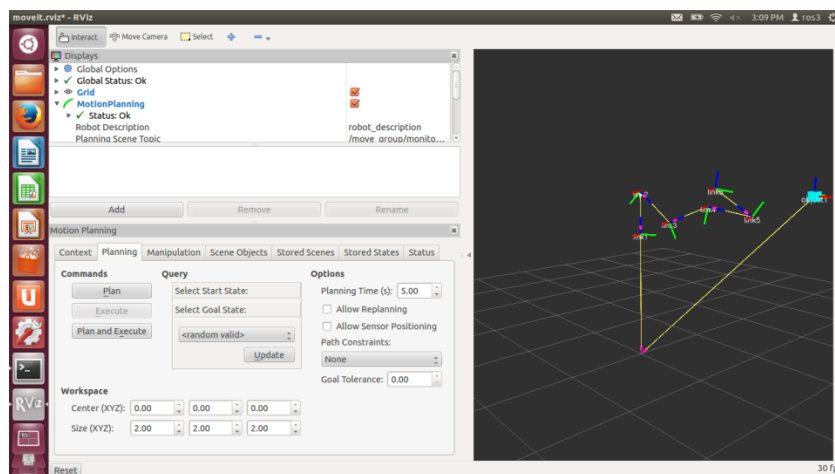 moveit.rviz* - RViz
3:09 PM ros3
Interact Move Camera Select
Displays
Global Options
Global Status: Ok
Grid
MotionPlanning
Status: Ok
Robot Description robot_description
Planning Scene Topic /move_group/monito...
Add Remove Rename
Motion Planning
Context Planning Manipulation Scene Objects Stored Scenes Stored States Status
Commands Query Options
Plan Select Start State: Planning Time (s): 5.00
Execute Select Goal State: Allow Replanning
Plan and Execute <random valid> Allow Sensor Positioning
Update Path Constraints:
None
Goal Tolerance: 0.00
Workspace
Center (XYZ): 0.00 0.00 0.00
Size (XYZ): 2.00 2.00 2.00
Reset
30 f
link1
link3
link5
RViz